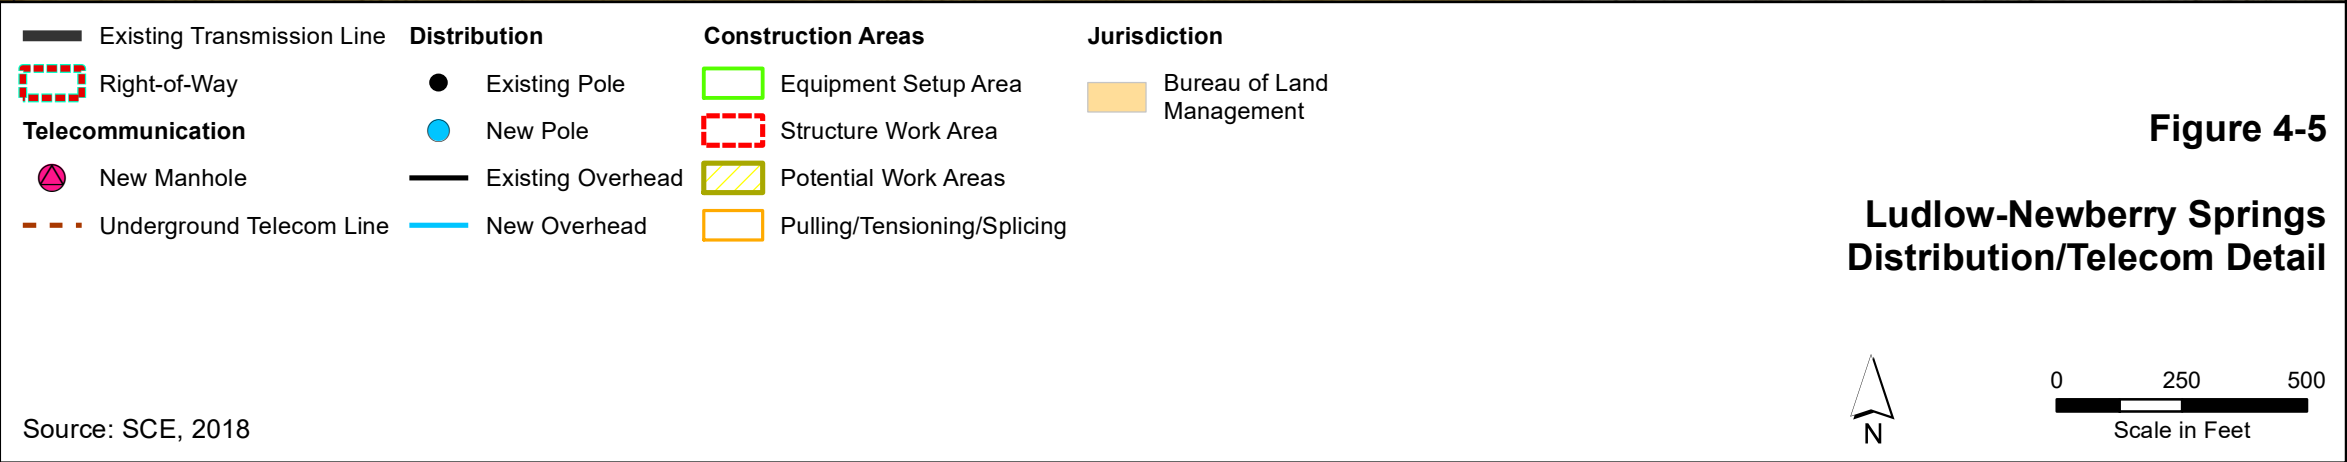 Existing Transmission Line
Right-of-Way
Telecommunication
New Manhole
Underground Telecom Line
Distribution
Existing Pole
New Pole
Existing Overhead
New Overhead
Construction Areas
Equipment Setup Area
Structure Work Area
Potential Work Areas
Pulling/Tensioning/Splicing
Jurisdiction
Bureau of Land
Management
Figure 4-5
Ludlow-Newberry Springs
Distribution/Telecom Detail
Source: SCE, 2018
N
0 250 500
Scale in Feet